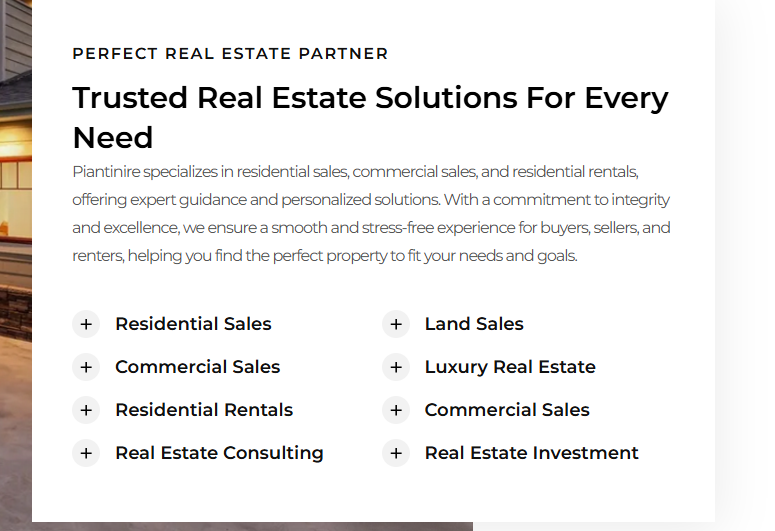 PERFECT REAL ESTATE PARTNER
Trusted Real Estate Solutions For Every
Need
Piantinire specializes in residential sales, commercial sales, and residential rentals,
offering expert guidance and personalized solutions. With a commitment to integrity
and excellence, we ensure a smooth and stress-free experience for buyers, sellers, and
renters, helping you find the perfect property to fit your needs and goals.
+ Residential Sales
+ Land Sales
+ Commercial Sales
+ Luxury Real Estate
+ Residential Rentals
+ Commercial Sales
+ Real Estate Consulting
+ Real Estate Investment